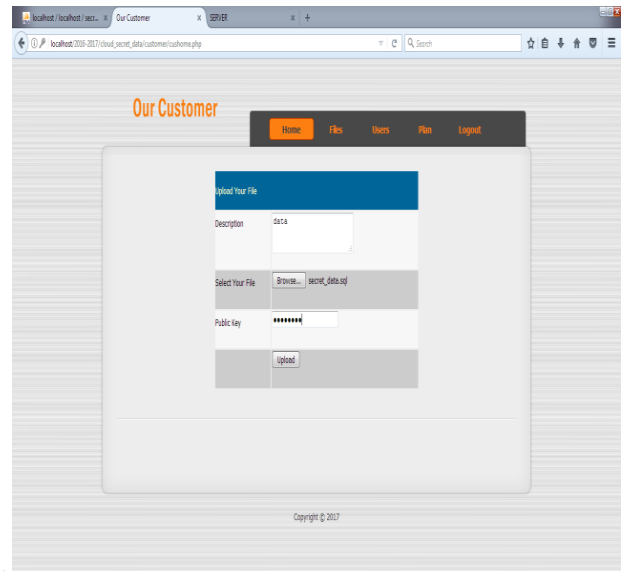 localhost / localhost / secr...
Our Customer
SERVER
localhost/2016-2017/cloud_secret_data/customer/cushome.php
Search
Our Customer
Home Files Users Plan Logout
Upload Your File
Description data
Select Your File Browse... secret_data.sql
Public Key ••••••••
Upload
Copyright © 2017